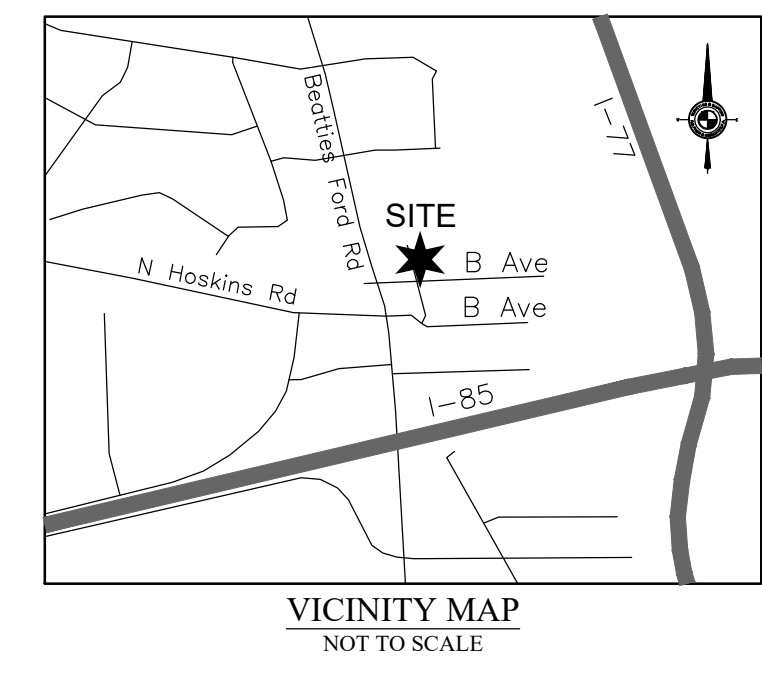 Beatties Ford Rd
I-77
SITE
B Ave
N Hoskins Rd
B Ave
I-85
VICINITY MAP
NOT TO SCALE